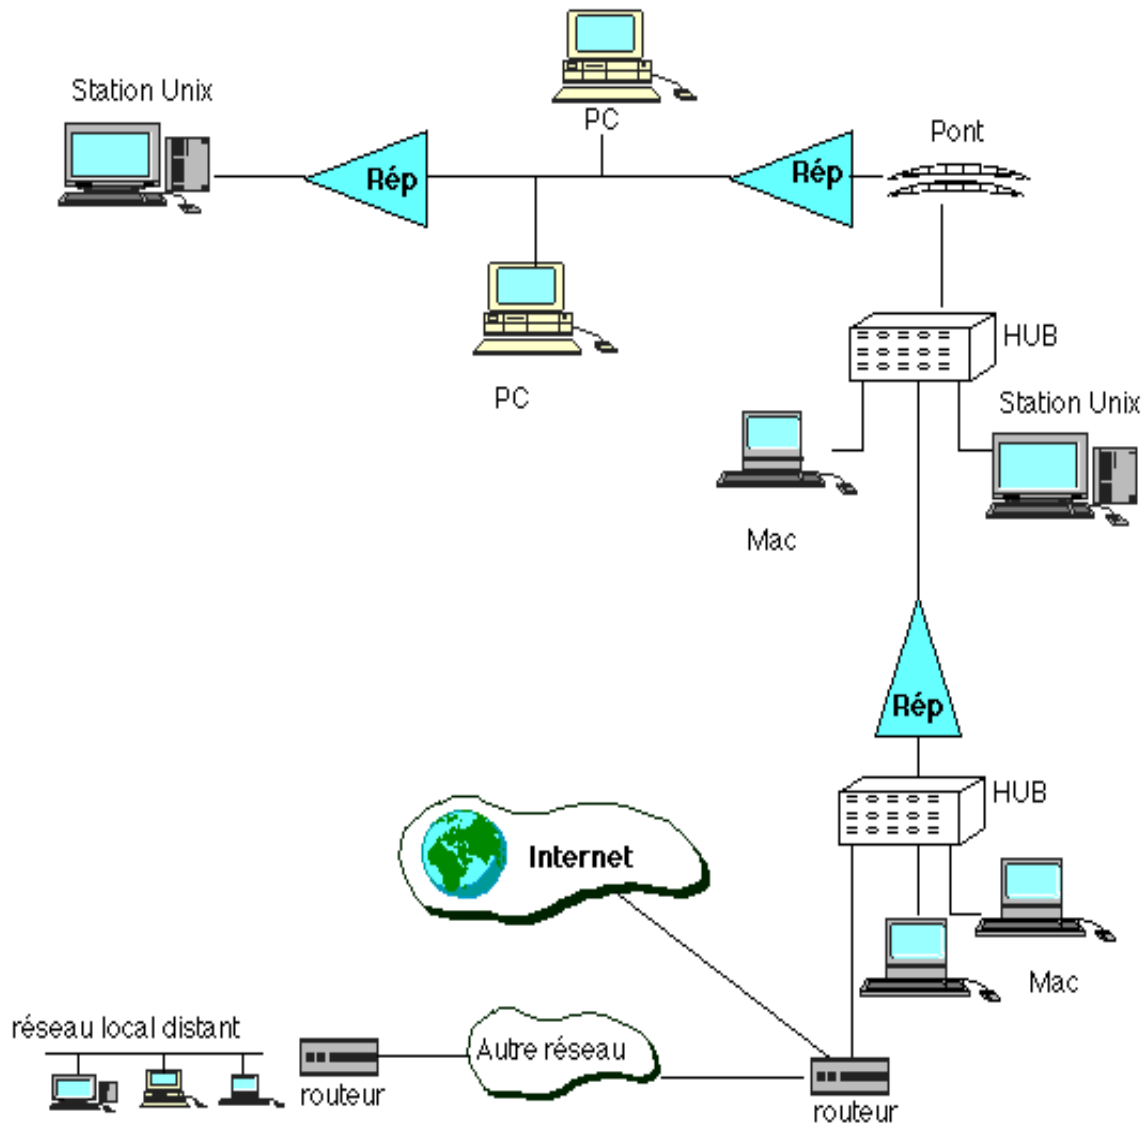 PC
Station Unix
Pont
Rép
Rép
PC
HUB
Station Unix
Mac
Rép
HUB
Internet
Mac
réseau local distant
Autre réseau
routeur
routeur